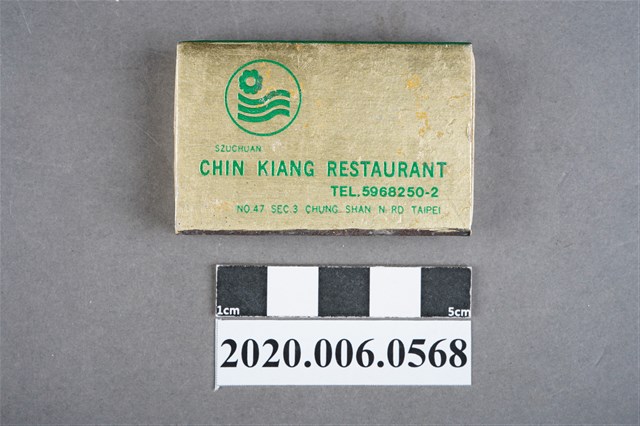 SZUCHUAN
CHIN KIANG RESTAURANT
TEL.5968250-2
NO.47 SEC.3 CHUNG SHAN N RD TAIPEI
1cm 5cm
2020.006.0568